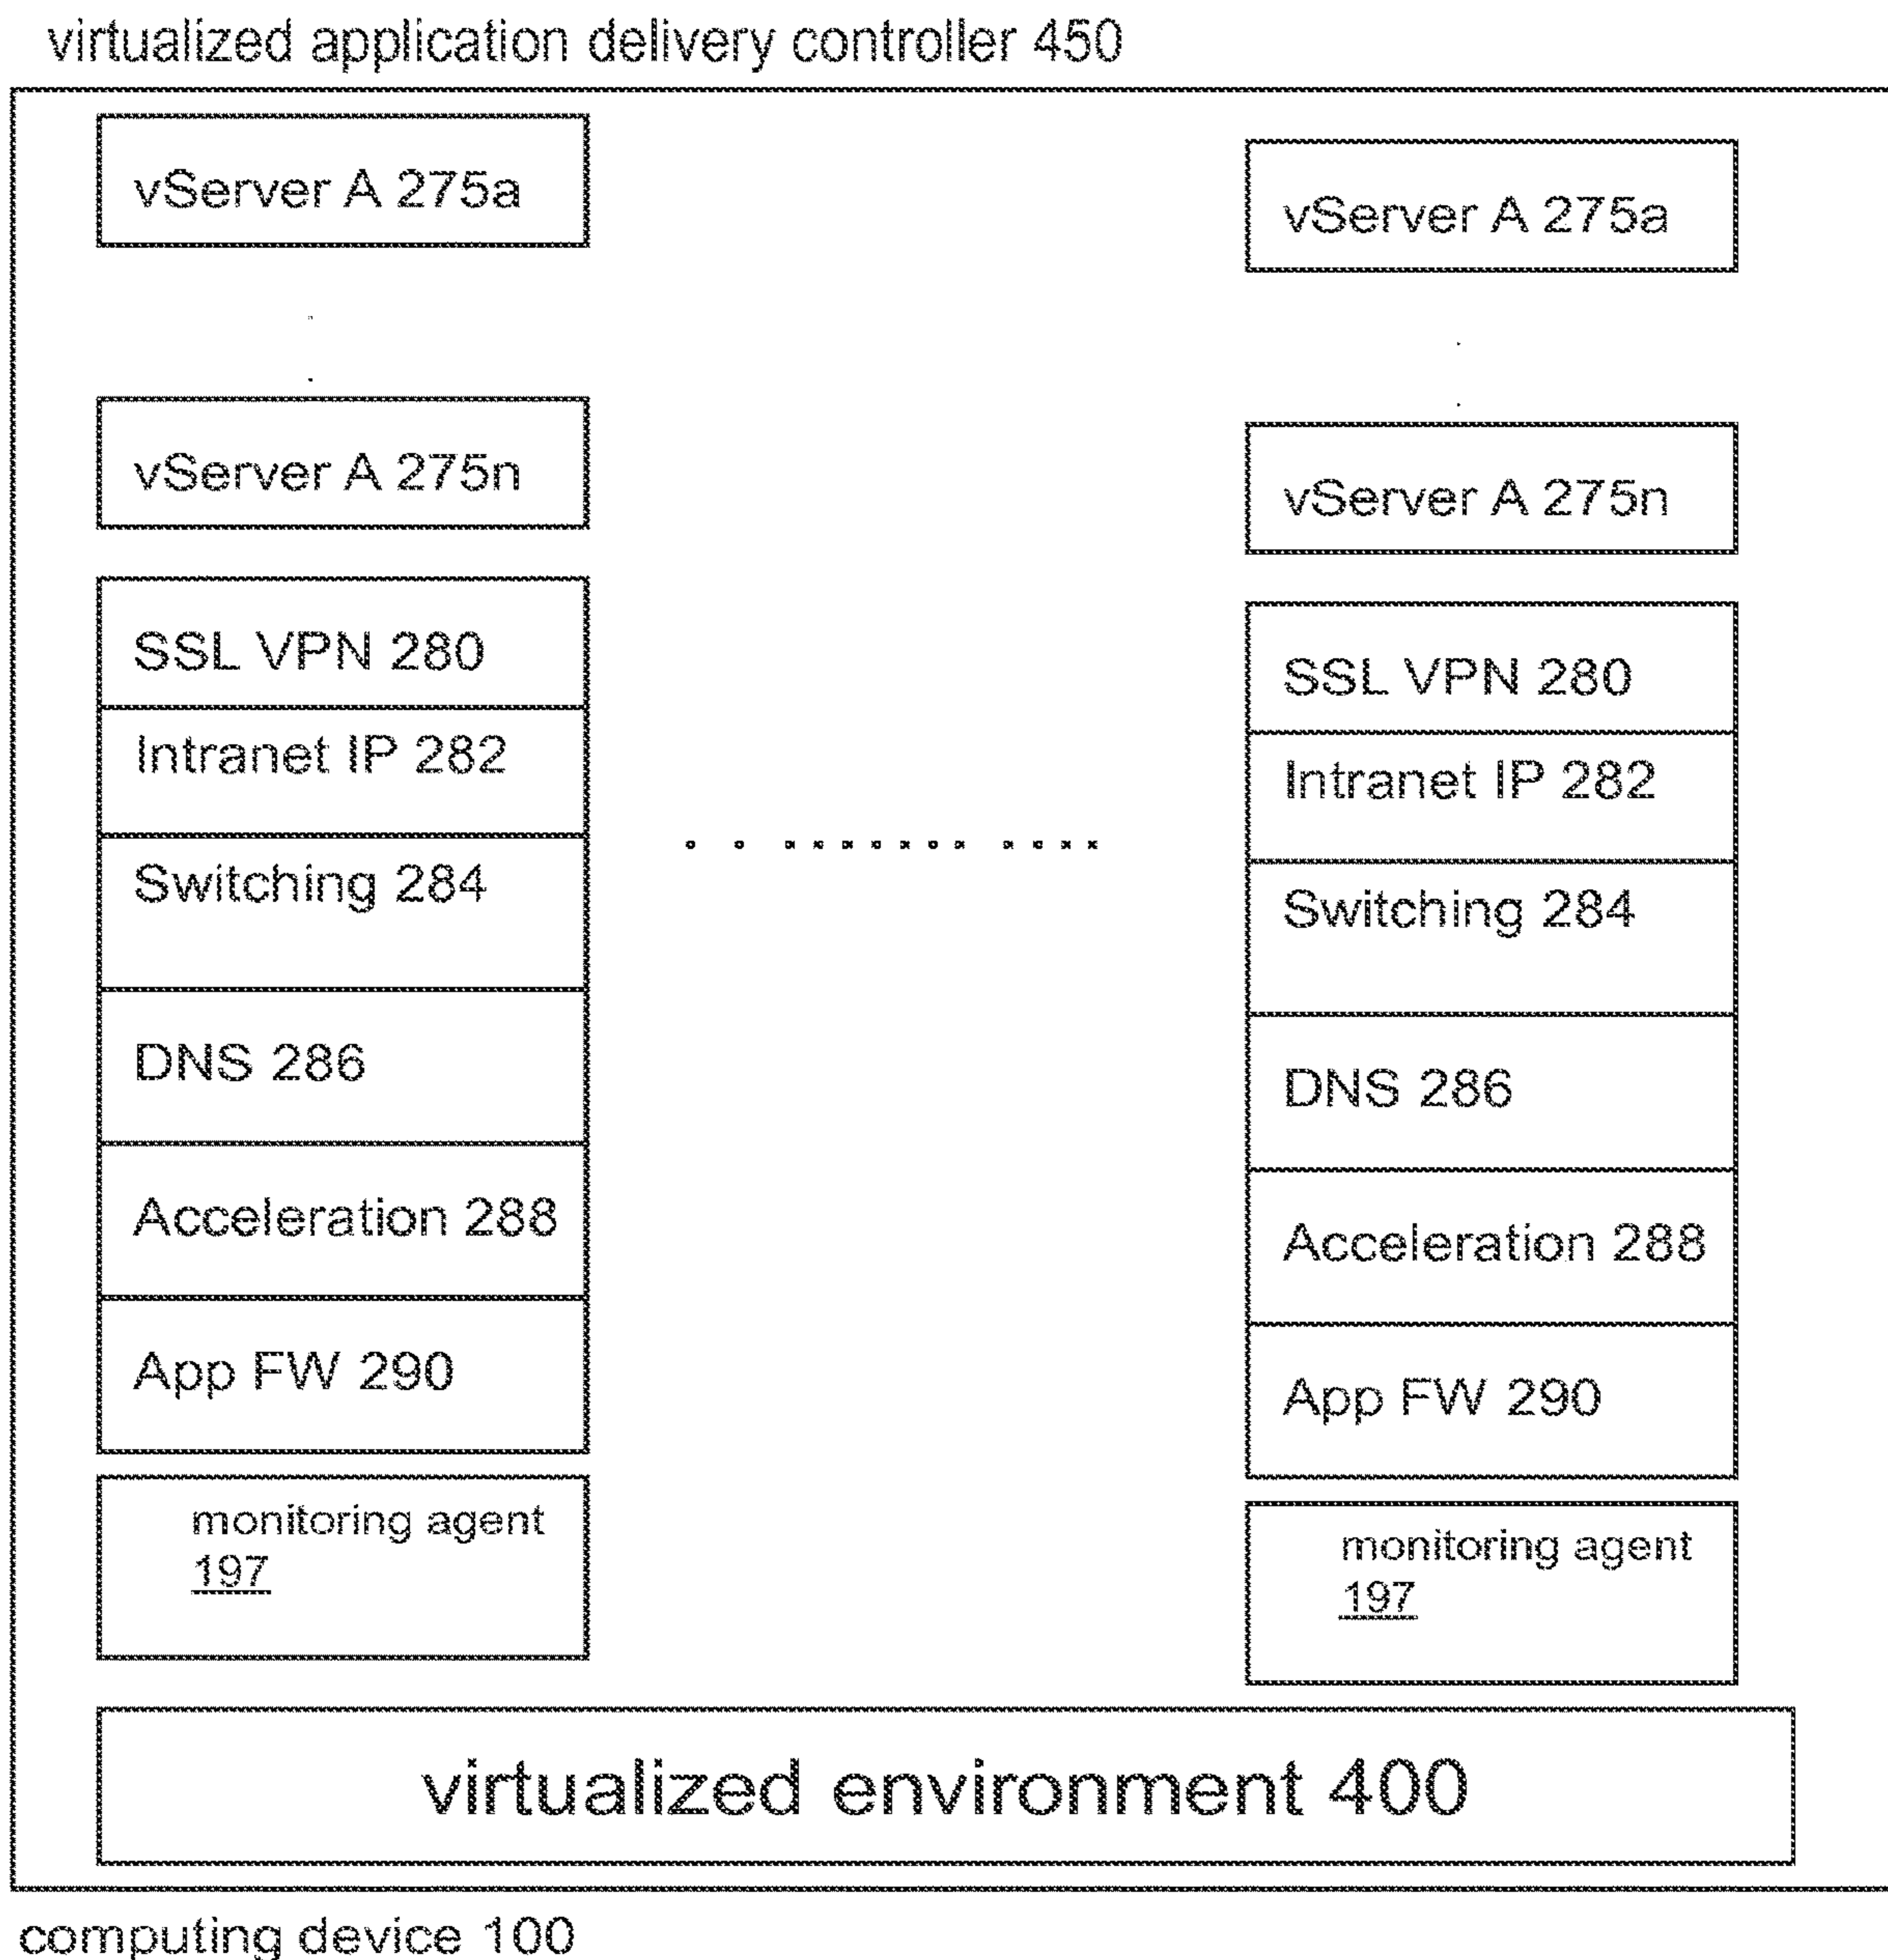 virtualized application delivery controller 450
vServer A 275a
vServer A 275n
SSL VPN 280
Intranet IP 282
Switching 284
DNS 286
Acceleration 288
App FW 290
monitoring agent
197
vServer A 275a
vServer A 275n
SSL VPN 280
Intranet IP 282
Switching 284
DNS 286
Acceleration 288
App FW 290
monitoring agent
197
virtualized environment 400
computing device 100